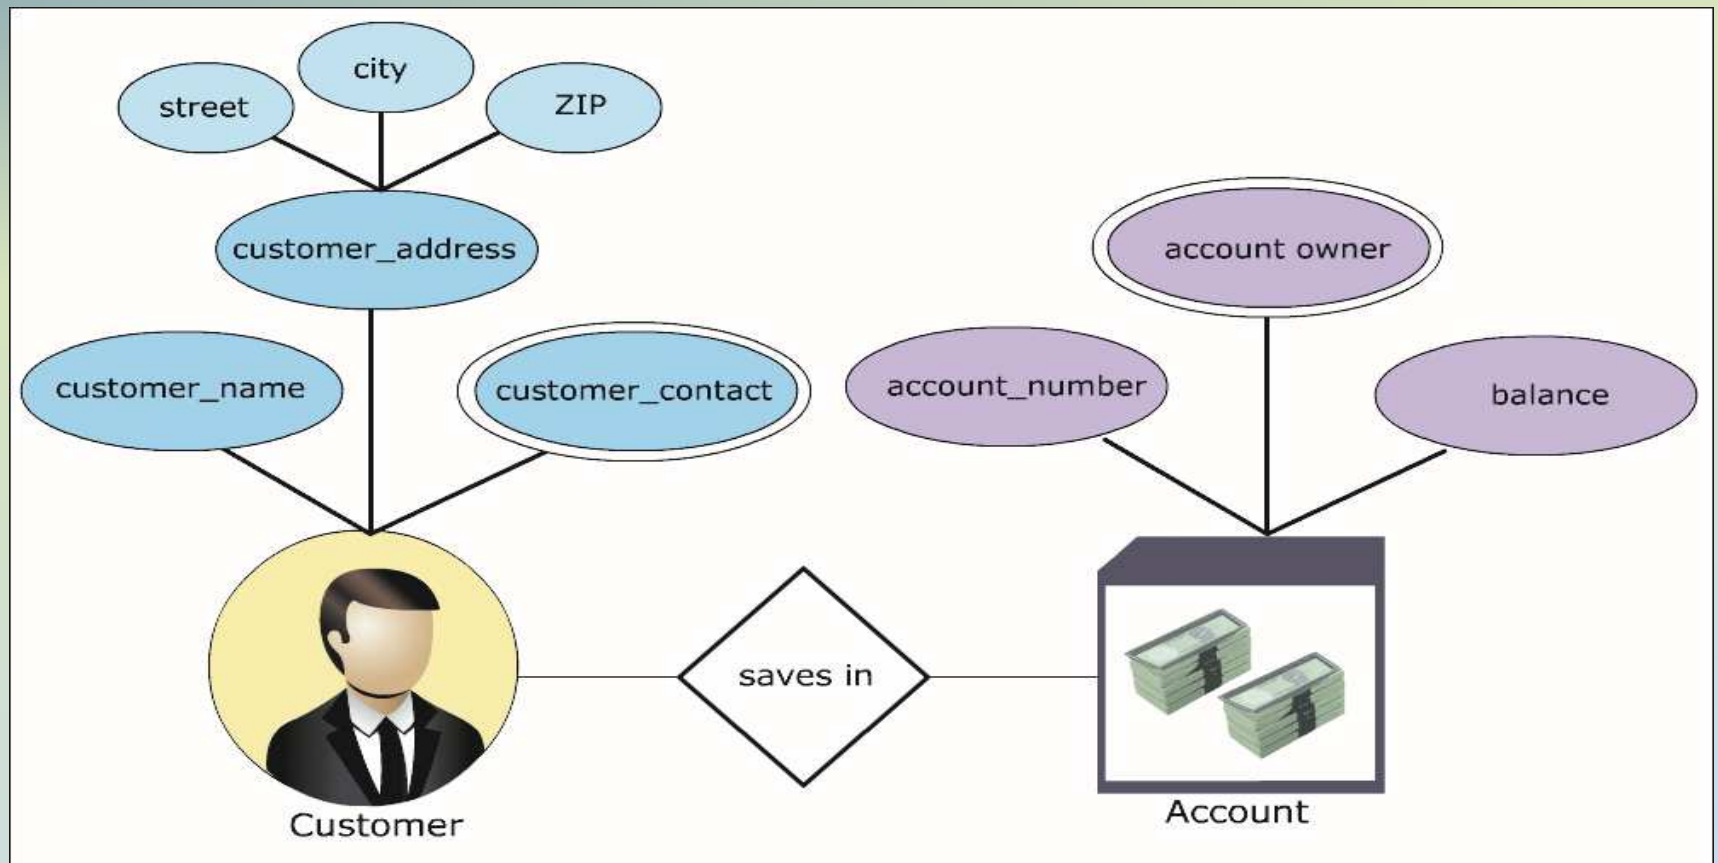 city
street
ZIP
customer_address
account owner
customer_name
customer_contact
account_number
balance
saves in
Customer
Account